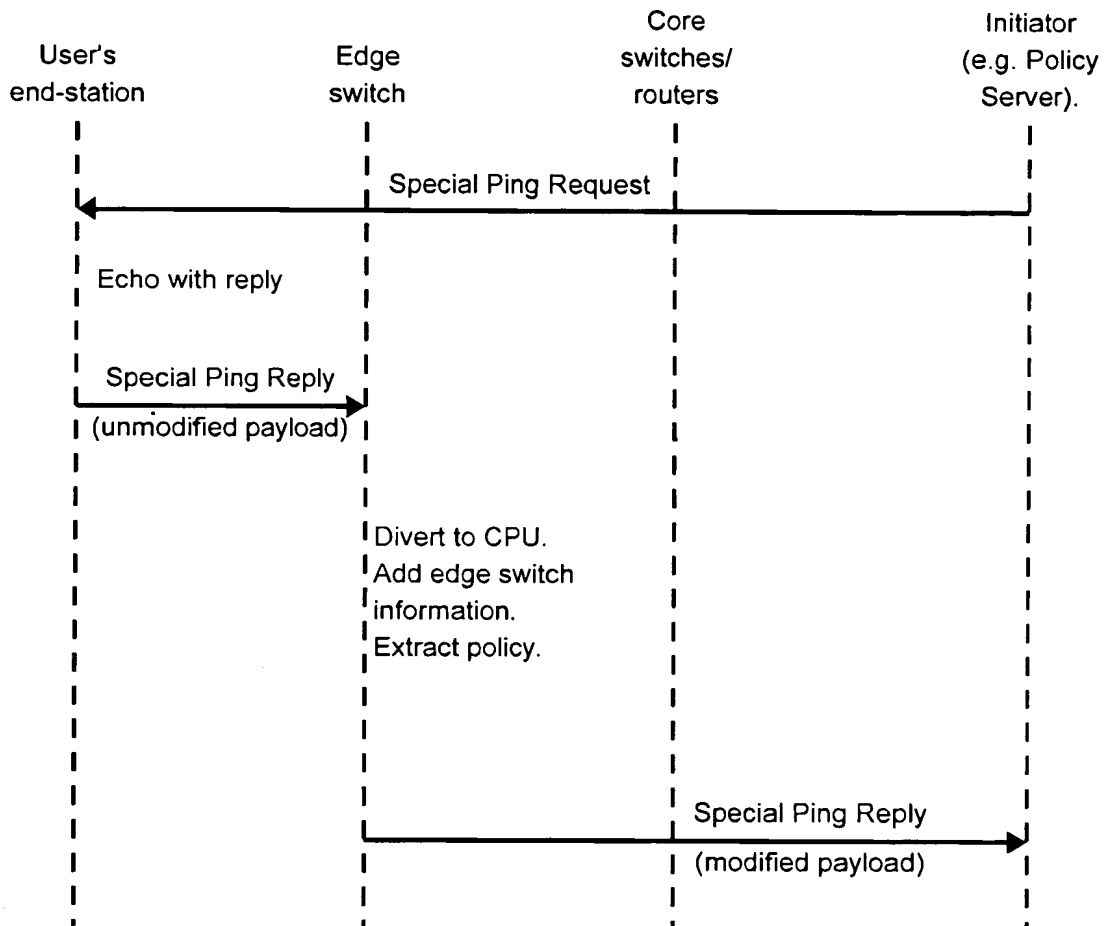 User's
end-station
Edge
switch
Core
switches/
routers
Initiator
(e.g. Policy
Server).
Special Ping Request
Echo with reply
Special Ping Reply
(unmodified payload)
Divert to CPU.
Add edge switch
information.
Extract policy.
Special Ping Reply
(modified payload)